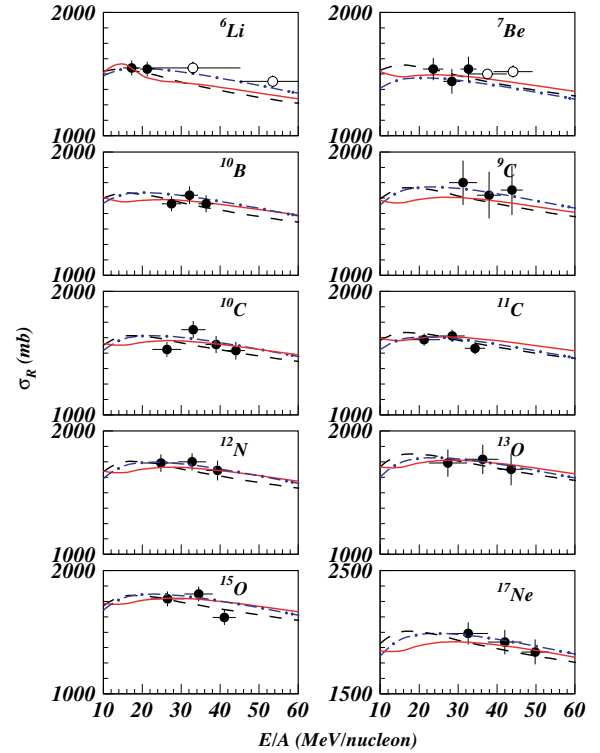 2000 ⁶Li ⁷Be
1000
2000 ¹⁰B ⁹C
1000
2000 ¹⁰C ¹¹C
1000
2000 ¹²N ¹³O
1000
2000 ¹⁵O 2500 ¹⁷Ne
1000 1500
10 20 30 40 50 60 10 20 30 40 50 60
E/A (MeV/nucleon)
σ_R (mb)
2000
1000
2000
1000
2000
1000
2000
1000